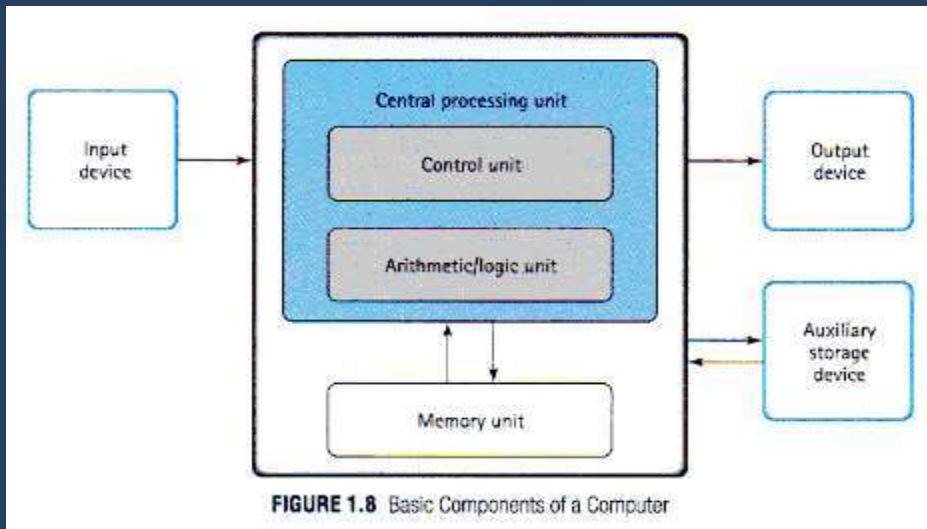 Central processing unit
Input
device
Control unit
Output
device
Arithmetic/logic unit
Auxiliary
storage
device
Memory unit
FIGURE 1.8 Basic Components of a Computer